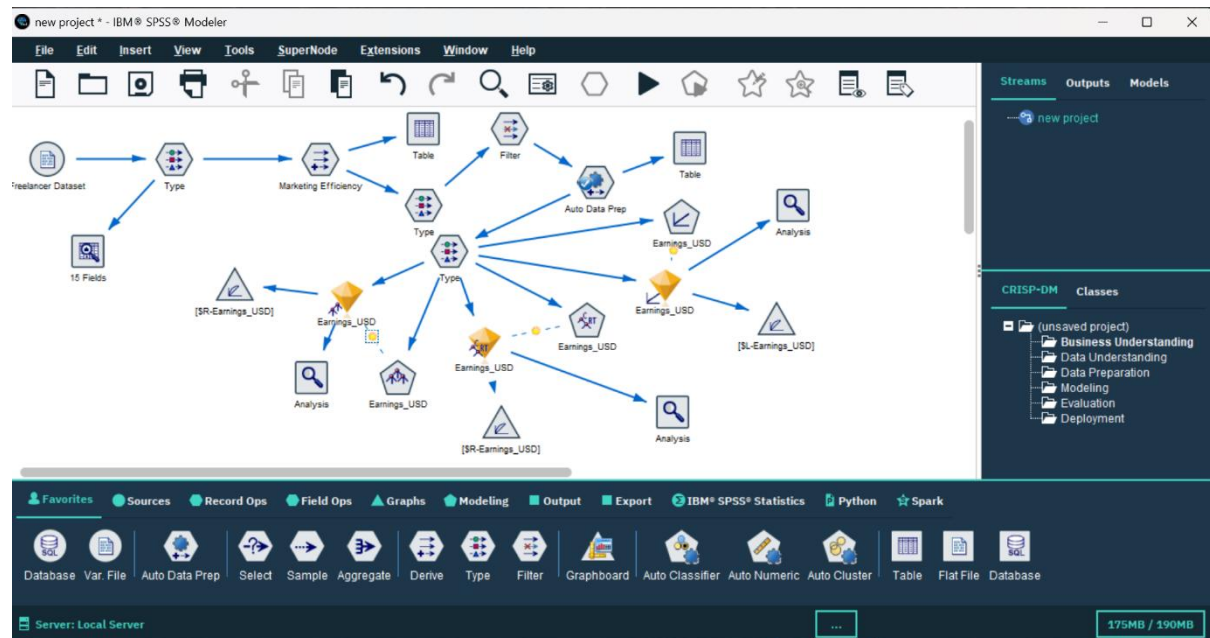 new project * - IBM® SPSS® Modeler
File Edit Insert View Tools SuperNode Extensions Window Help
Streams Outputs Models
new project
Table
Filter
Table
Freelancer Dataset
Type
Marketing Efficiency
Auto Data Prep
Type
Earnings_USD
Analysis
15 Fields
Type
[$R-Earnings_USD]
Earnings_USD
Earnings_USD
Earnings_USD
[$L-Earnings_USD]
Earnings_USD
Analysis
Earnings_USD
Analysis
[$R-Earnings_USD]
CRISP-DM Classes
(unsaved project)
Business Understanding
Data Understanding
Data Preparation
Modeling
Evaluation
Deployment
Favorites Sources Record Ops Field Ops Graphs Modeling Output Export IBM® SPSS® Statistics Python Spark
Database Var. File Auto Data Prep Select Sample Aggregate Derive Type Filter Graphboard Auto Classifier Auto Numeric Auto Cluster Table Flat File Database
Server: Local Server ... 175MB / 190MB